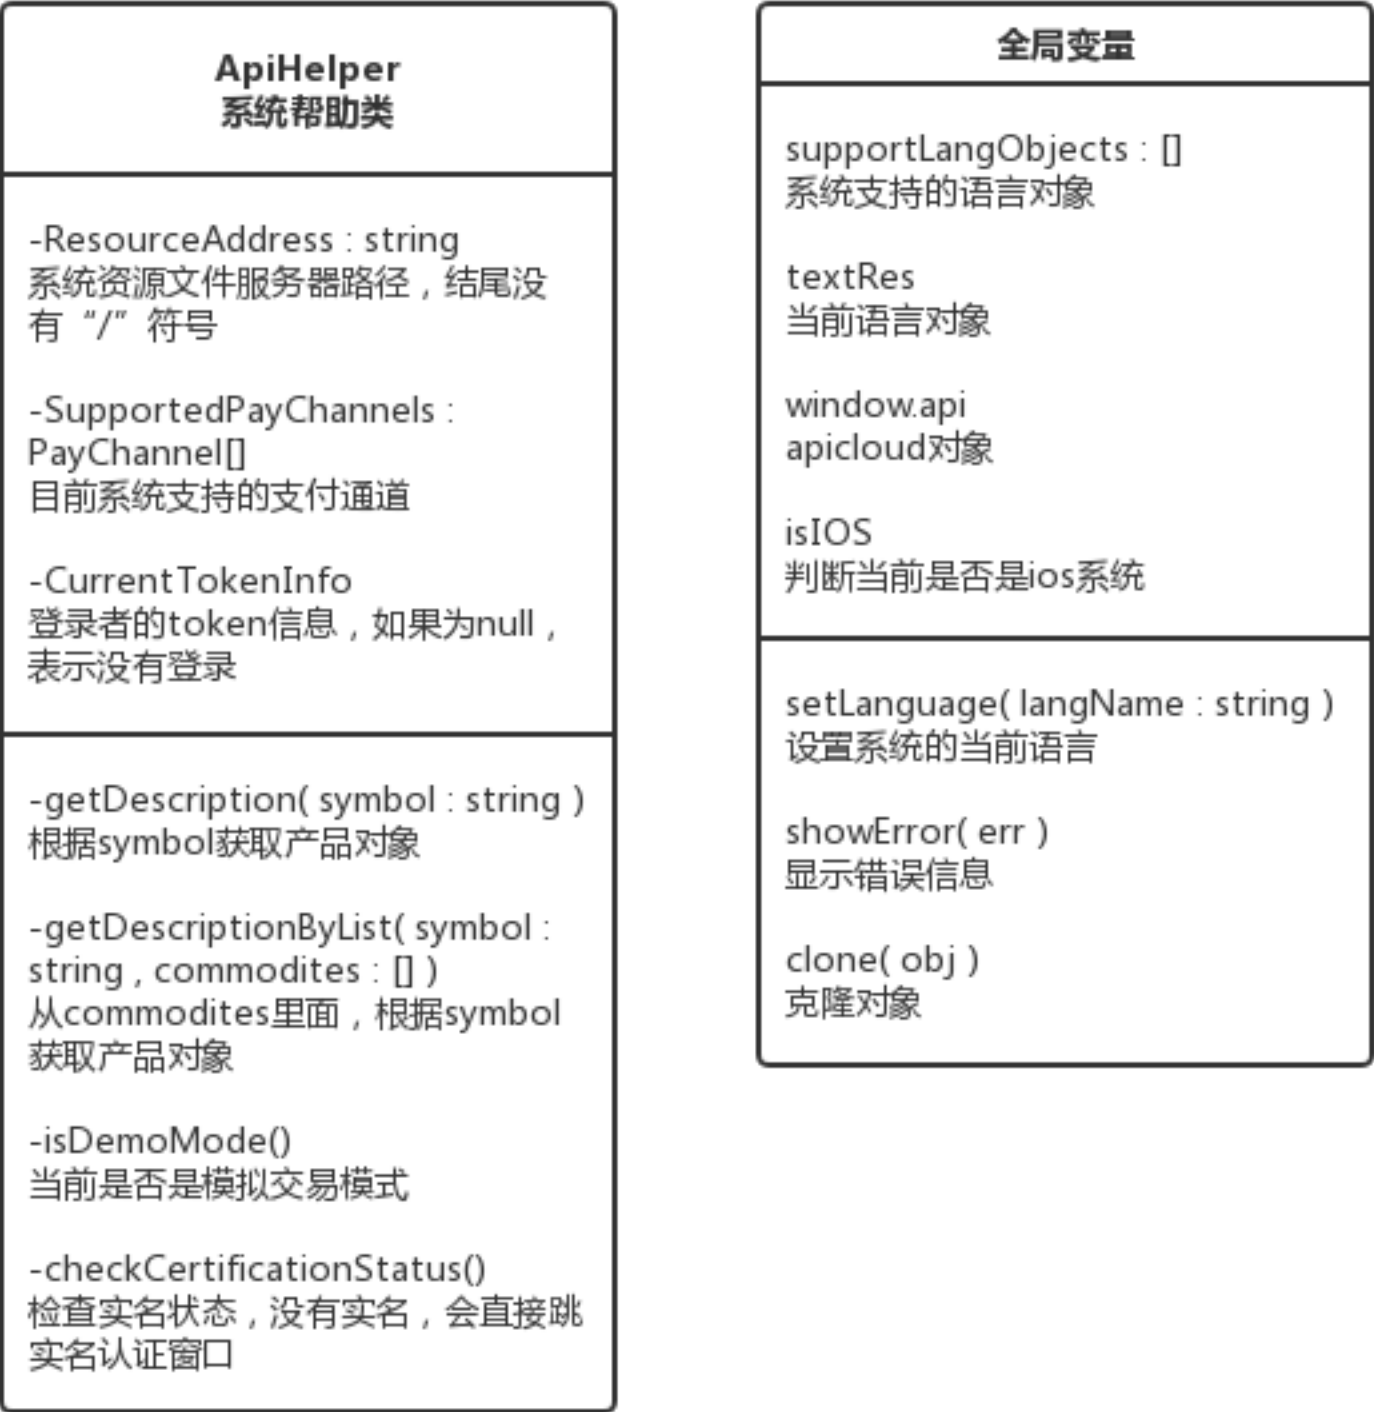 ApiHelper
系统帮助类
-ResourceAddress : string
系统资源文件服务器路径，结尾没
有“/”符号
-SupportedPayChannels :
PayChannel[]
目前系统支持的支付通道
-CurrentTokenInfo
登录者的token信息，如果为null，
表示没有登录
-getDescription( symbol : string )
根据symbol获取产品对象
-getDescriptionByList( symbol :
string , commodites : [] )
从commodites里面，根据symbol
获取产品对象
-isDemoMode()
当前是否是模拟交易模式
-checkCertificationStatus()
检查实名状态，没有实名，会直接跳
实名认证窗口
全局变量
supportLangObjects : []
系统支持的语言对象
textRes
当前语言对象
window.api
apicloud对象
isIOS
判断当前是否是ios系统
setLanguage( langName : string )
设置系统的当前语言
showError( err )
显示错误信息
clone( obj )
克隆对象